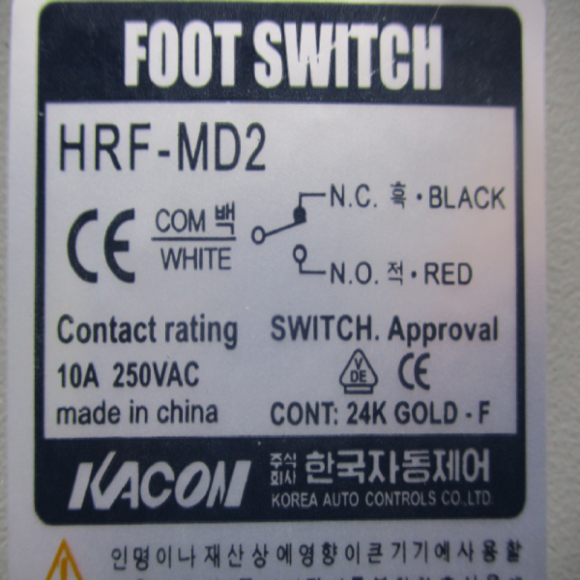 FOOT SWITCH
HRF-MD2
N.C. 흑·BLACK
CE COM 백
WHITE
N.O. 적·RED
Contact rating SWITCH. Approval
10A 250VAC VDE CE
made in china CONT: 24K GOLD - F
KACON 주식회사 한국자동제어
KOREA AUTO CONTROLS CO.,LTD.
인명이나 재산상에영향이큰기기에사용할